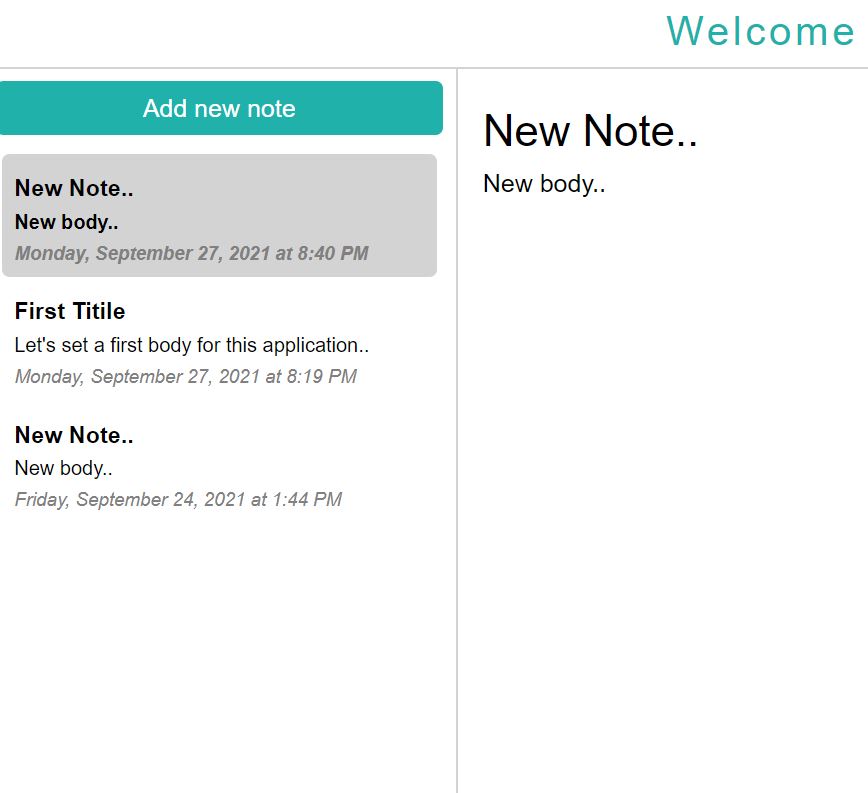 Welcome
Add new note
New Note..
New body..
Monday, September 27, 2021 at 8:40 PM
First Titile
Let's set a first body for this application..
Monday, September 27, 2021 at 8:19 PM
New Note..
New body..
Friday, September 24, 2021 at 1:44 PM
New Note..
New body..